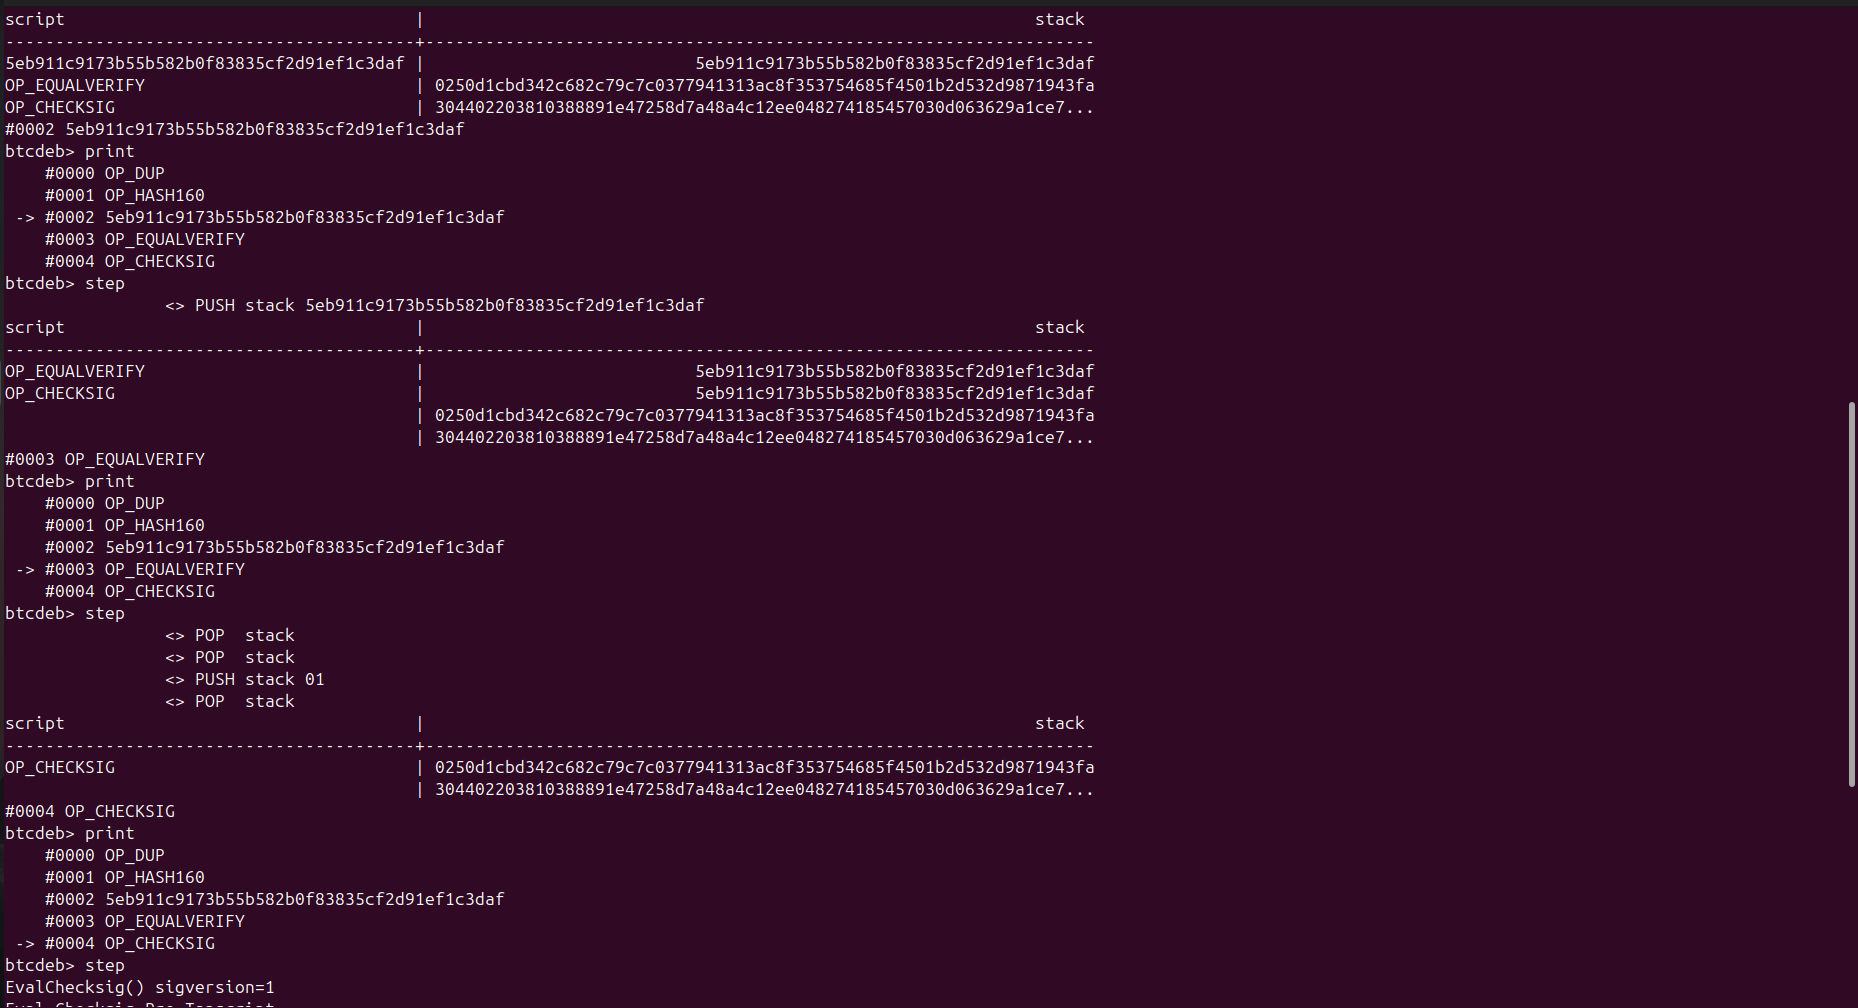 script | stack
-----------------------------------------+-------------------------------------------------------------------
5eb911c9173b55b582b0f83835cf2d91ef1c3daf | 5eb911c9173b55b582b0f83835cf2d91ef1c3daf
OP_EQUALVERIFY | 0250d1cbd342c682c79c7c0377941313ac8f353754685f4501b2d532d9871943fa
OP_CHECKSIG | 304402203810388891e47258d7a48a4c12ee048274185457030d063629a1ce7...
#0002 5eb911c9173b55b582b0f83835cf2d91ef1c3daf
btcdeb> print
#0000 OP_DUP
#0001 OP_HASH160
-> #0002 5eb911c9173b55b582b0f83835cf2d91ef1c3daf
#0003 OP_EQUALVERIFY
#0004 OP_CHECKSIG
btcdeb> step
<> PUSH stack 5eb911c9173b55b582b0f83835cf2d91ef1c3daf
script | stack
-----------------------------------------+-------------------------------------------------------------------
OP_EQUALVERIFY | 5eb911c9173b55b582b0f83835cf2d91ef1c3daf
OP_CHECKSIG | 5eb911c9173b55b582b0f83835cf2d91ef1c3daf
| 0250d1cbd342c682c79c7c0377941313ac8f353754685f4501b2d532d9871943fa
| 304402203810388891e47258d7a48a4c12ee048274185457030d063629a1ce7...
#0003 OP_EQUALVERIFY
btcdeb> print
#0000 OP_DUP
#0001 OP_HASH160
#0002 5eb911c9173b55b582b0f83835cf2d91ef1c3daf
-> #0003 OP_EQUALVERIFY
#0004 OP_CHECKSIG
btcdeb> step
<> POP stack
<> POP stack
<> PUSH stack 01
<> POP stack
script | stack
-----------------------------------------+-------------------------------------------------------------------
OP_CHECKSIG | 0250d1cbd342c682c79c7c0377941313ac8f353754685f4501b2d532d9871943fa
| 304402203810388891e47258d7a48a4c12ee048274185457030d063629a1ce7...
#0004 OP_CHECKSIG
btcdeb> print
#0000 OP_DUP
#0001 OP_HASH160
#0002 5eb911c9173b55b582b0f83835cf2d91ef1c3daf
#0003 OP_EQUALVERIFY
-> #0004 OP_CHECKSIG
btcdeb> step
EvalChecksig() sigversion=1